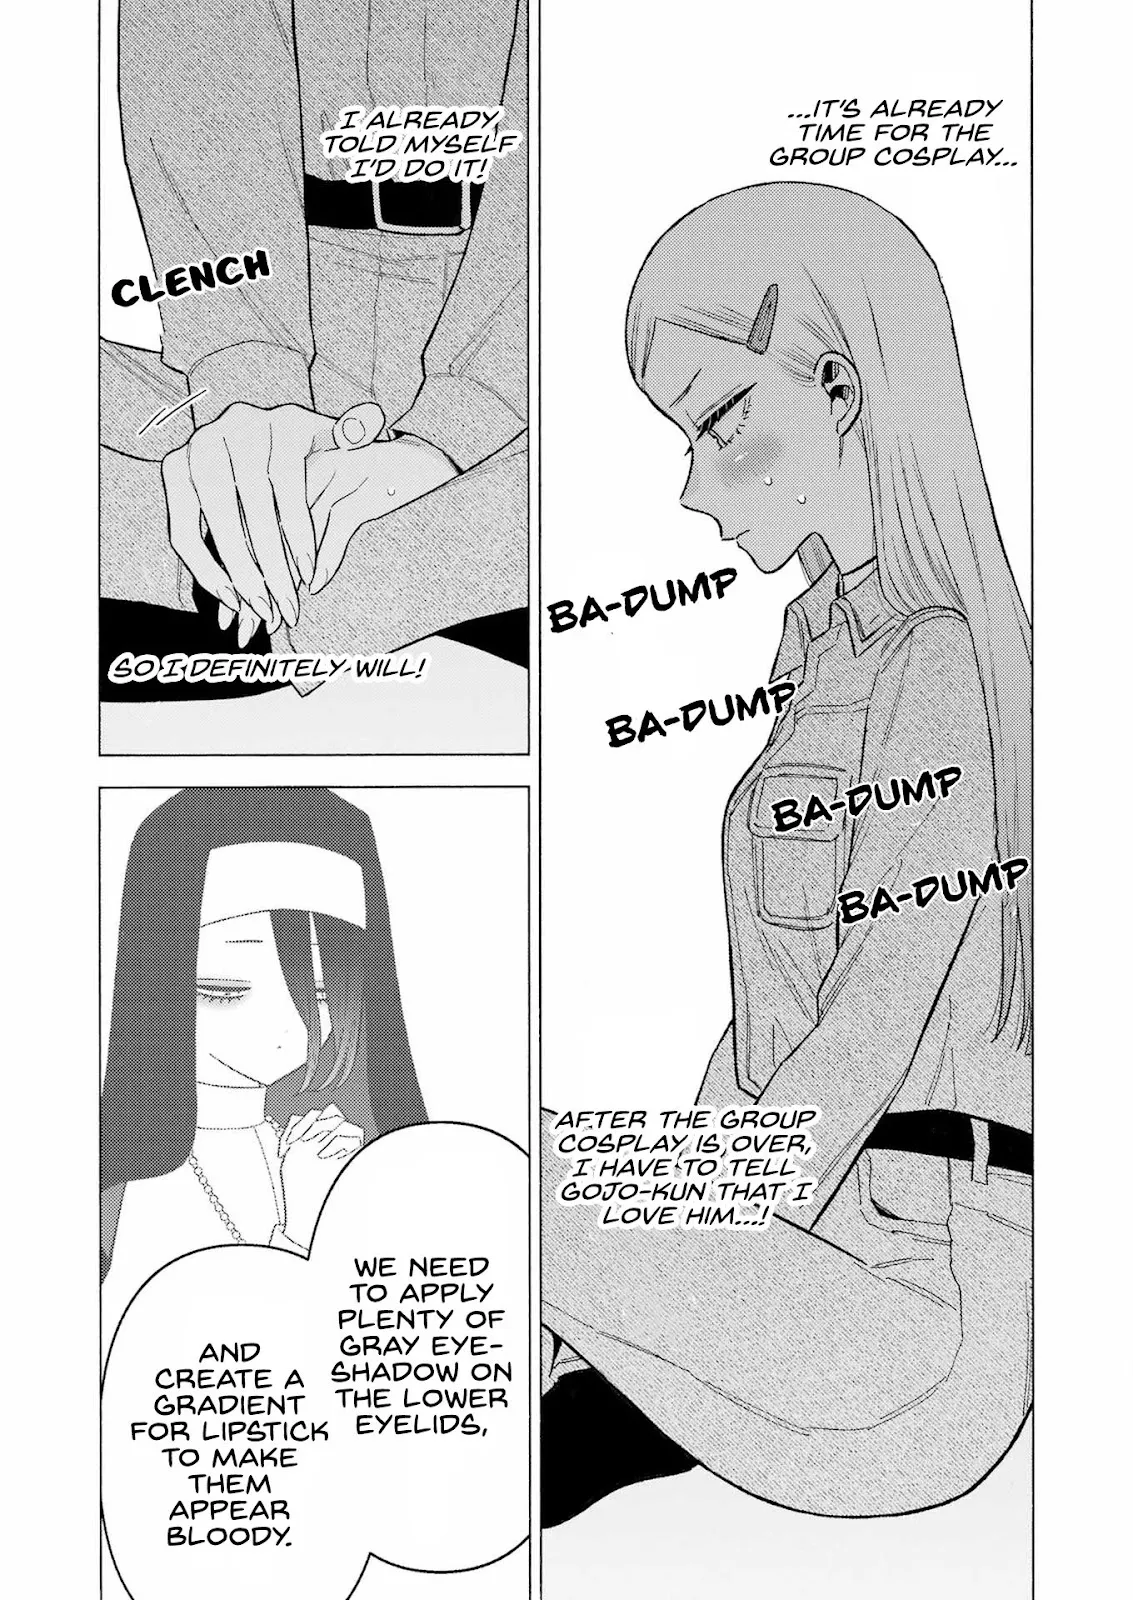 ...IT'S ALREADY
TIME FOR THE
GROUP COSPLAY...
BA-DUMP
BA-DUMP
BA-DUMP
BA-DUMP
AFTER THE GROUP
COSPLAY IS OVER,
I HAVE TO TELL
GOJO-KUN THAT I
LOVE HIM...!
I ALREADY
TOLD MYSELF
I'D DO IT!
CLENCH
SO I DEFINITELY WILL!
WE NEED
TO APPLY
PLENTY OF
GRAY EYE-
SHADOW ON
THE LOWER
EYELIDS,
AND
CREATE A
GRADIENT
FOR LIPSTICK
TO MAKE
THEM
APPEAR
BLOODY.